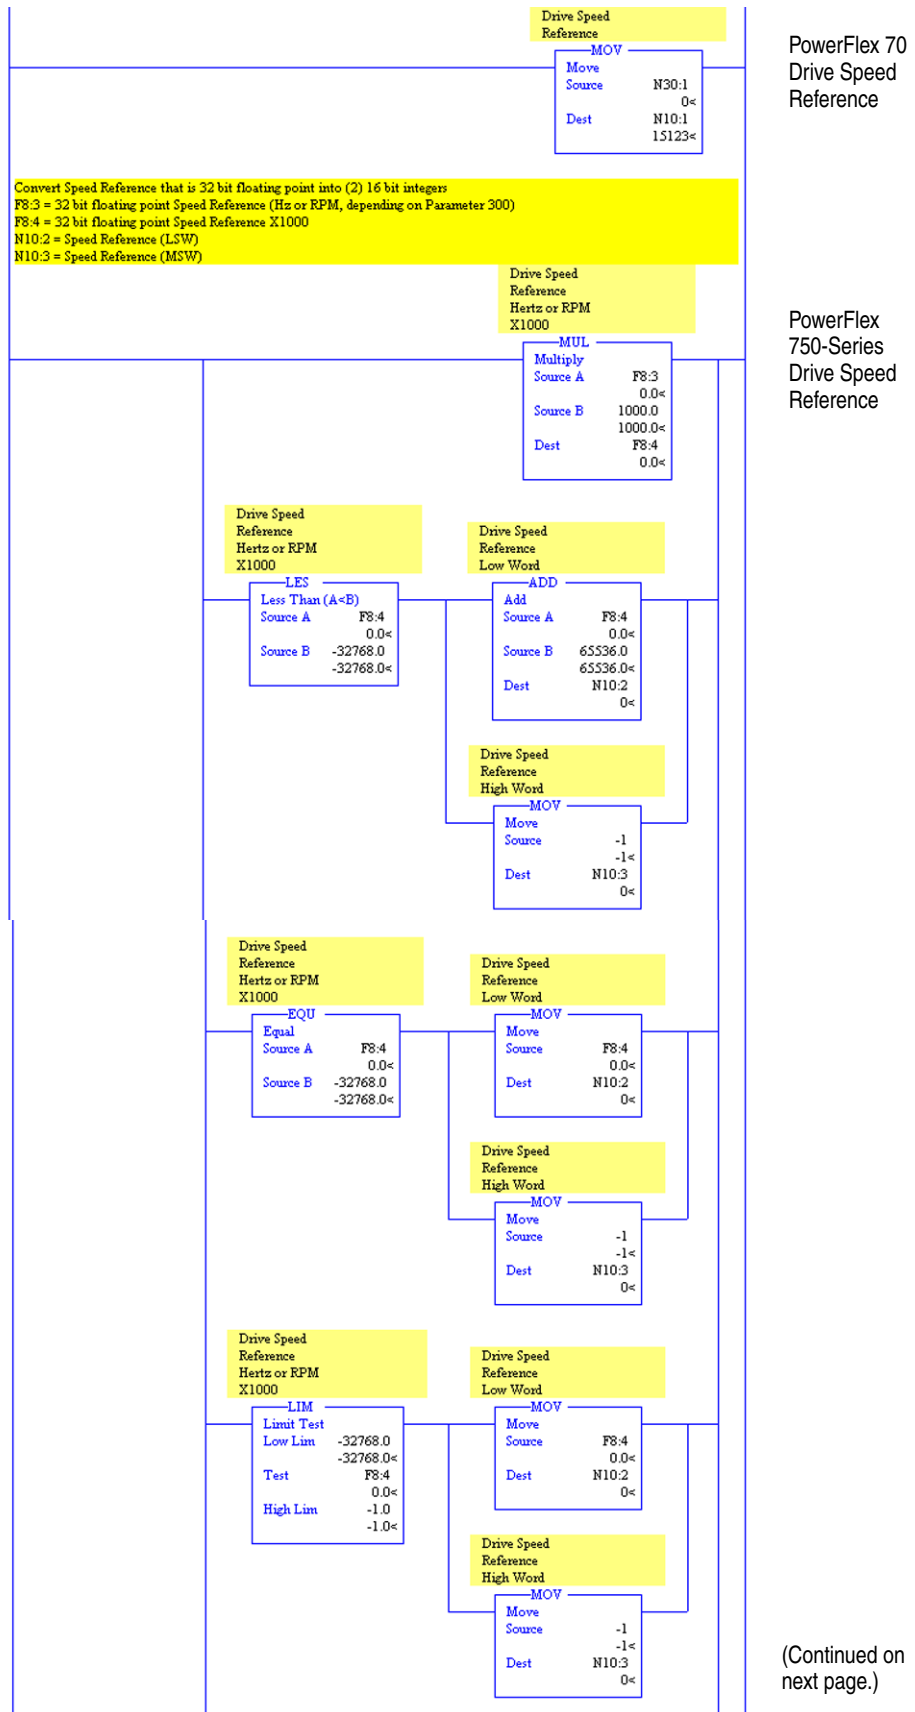 Drive Speed
Reference
MOV
Move
Source N30:1
0<
Dest N10:1
15123<
PowerFlex 70
Drive Speed
Reference
Convert Speed Reference that is 32 bit floating point into (2) 16 bit integers
F8:3 = 32 bit floating point Speed Reference (Hz or RPM, depending on Parameter 300)
F8:4 = 32 bit floating point Speed Reference X1000
N10:2 = Speed Reference (LSW)
N10:3 = Speed Reference (MSW)
Drive Speed
Reference
Hertz or RPM
X1000
MUL
Multiply
Source A F8:3
0.0<
Source B 1000.0
1000.0<
Dest F8:4
0.0<
PowerFlex
750-Series
Drive Speed
Reference
Drive Speed
Reference
Hertz or RPM
X1000
LES
Less Than (A<B)
Source A F8:4
0.0<
Source B -32768.0
-32768.0<
Drive Speed
Reference
Low Word
ADD
Add
Source A F8:4
0.0<
Source B 65536.0
65536.0<
Dest N10:2
0<
Drive Speed
Reference
High Word
MOV
Move
Source -1
-1<
Dest N10:3
0<
Drive Speed
Reference
Hertz or RPM
X1000
EQU
Equal
Source A F8:4
0.0<
Source B -32768.0
-32768.0<
Drive Speed
Reference
Low Word
MOV
Move
Source F8:4
0.0<
Dest N10:2
0<
Drive Speed
Reference
High Word
MOV
Move
Source -1
-1<
Dest N10:3
0<
Drive Speed
Reference
Hertz or RPM
X1000
LIM
Limit Test
Low Lim -32768.0
-32768.0<
Test F8:4
0.0<
High Lim -1.0
-1.0<
Drive Speed
Reference
Low Word
MOV
Move
Source F8:4
0.0<
Dest N10:2
0<
Drive Speed
Reference
High Word
MOV
Move
Source -1
-1<
Dest N10:3
0<
(Continued on
next page.)